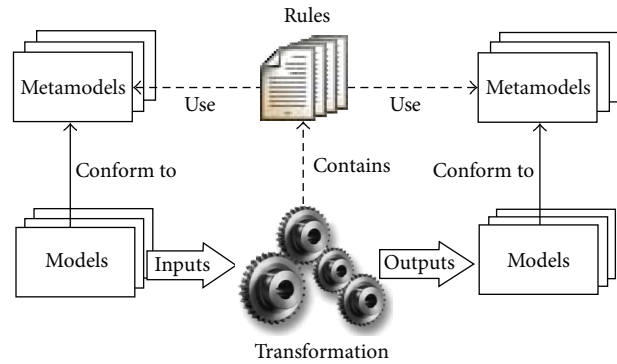 Rules
Metamodels
Metamodels
Use
Use
Conform to
Contains
Conform to
Models
Inputs
Outputs
Models
Transformation